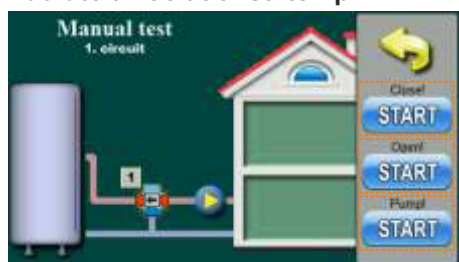 Manual test
1. circuit
1
Close!
START
Open!
START
Pump!
START